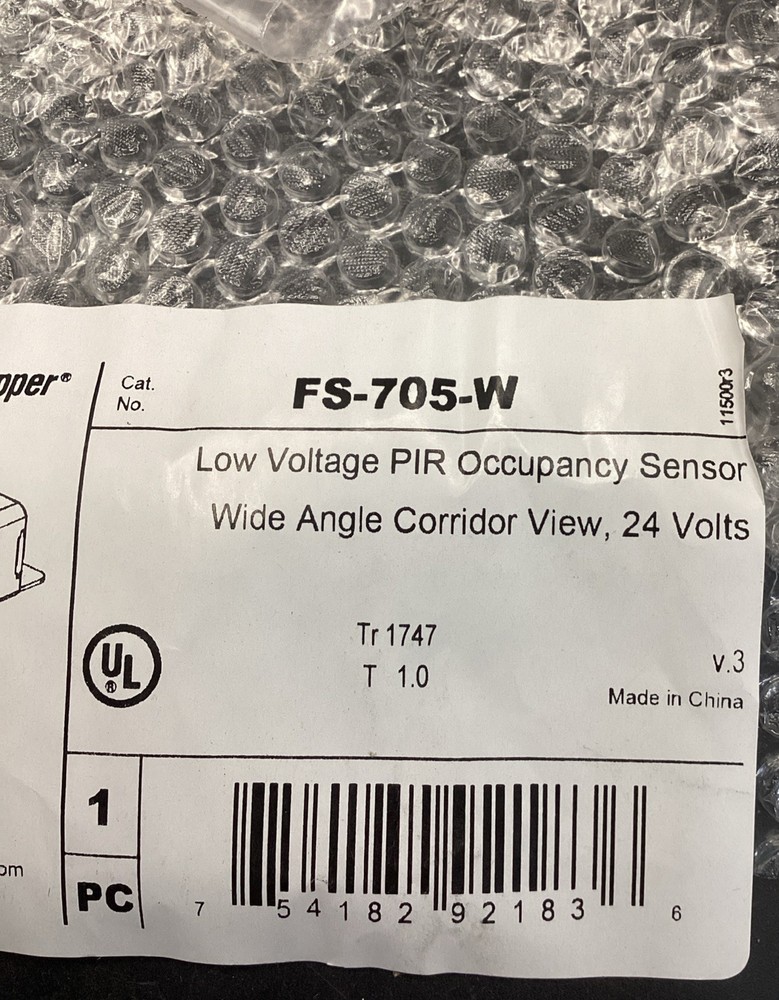 pper®
Cat.
No.
FS-705-W
11500r3
Low Voltage PIR Occupancy Sensor
Wide Angle Corridor View, 24 Volts
UL
®
Tr 1747
T 1.0
v.3
Made in China
1
PC
om
7 54182 92183 6